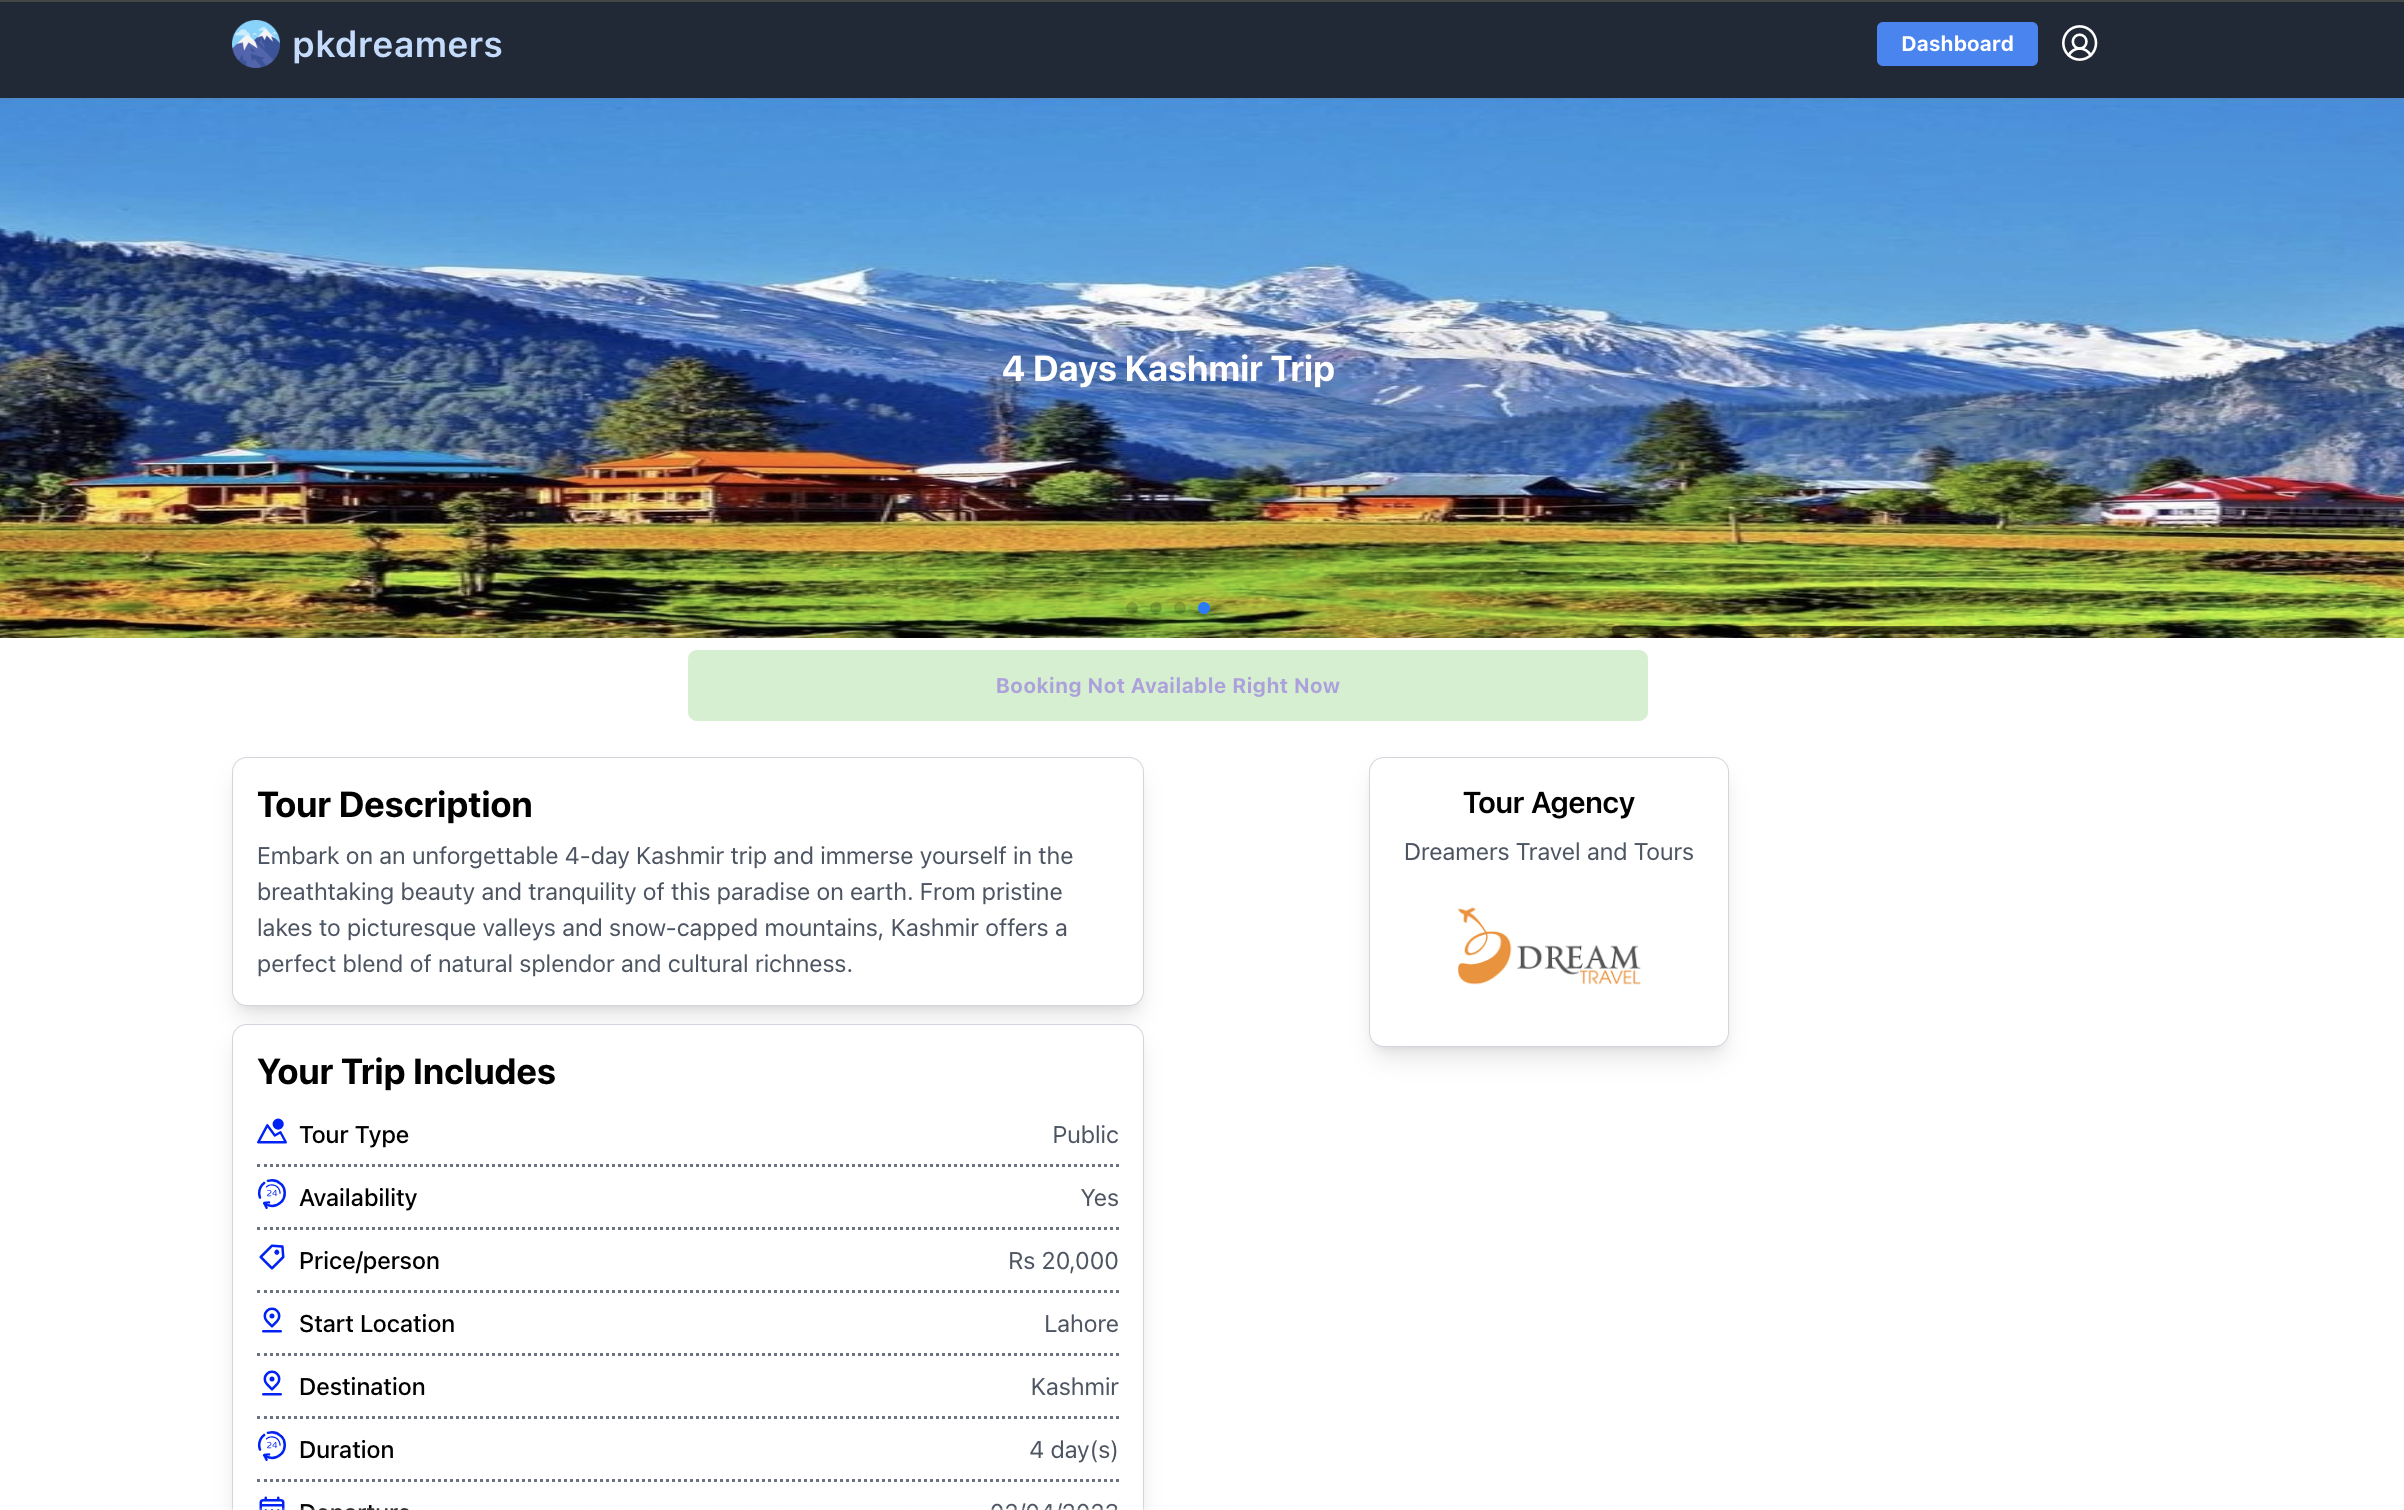 pkdreamers
Dashboard
4 Days Kashmir Trip
Booking Not Available Right Now
Tour Description
Embark on an unforgettable 4-day Kashmir trip and immerse yourself in the
breathtaking beauty and tranquility of this paradise on earth. From pristine
lakes to picturesque valleys and snow-capped mountains, Kashmir offers a
perfect blend of natural splendor and cultural richness.
Tour Agency
Dreamers Travel and Tours
DREAM
TRAVEL
Your Trip Includes
Tour Type Public
24 Availability Yes
Price/person Rs 20,000
Start Location Lahore
Destination Kashmir
24 Duration 4 day(s)
Departure